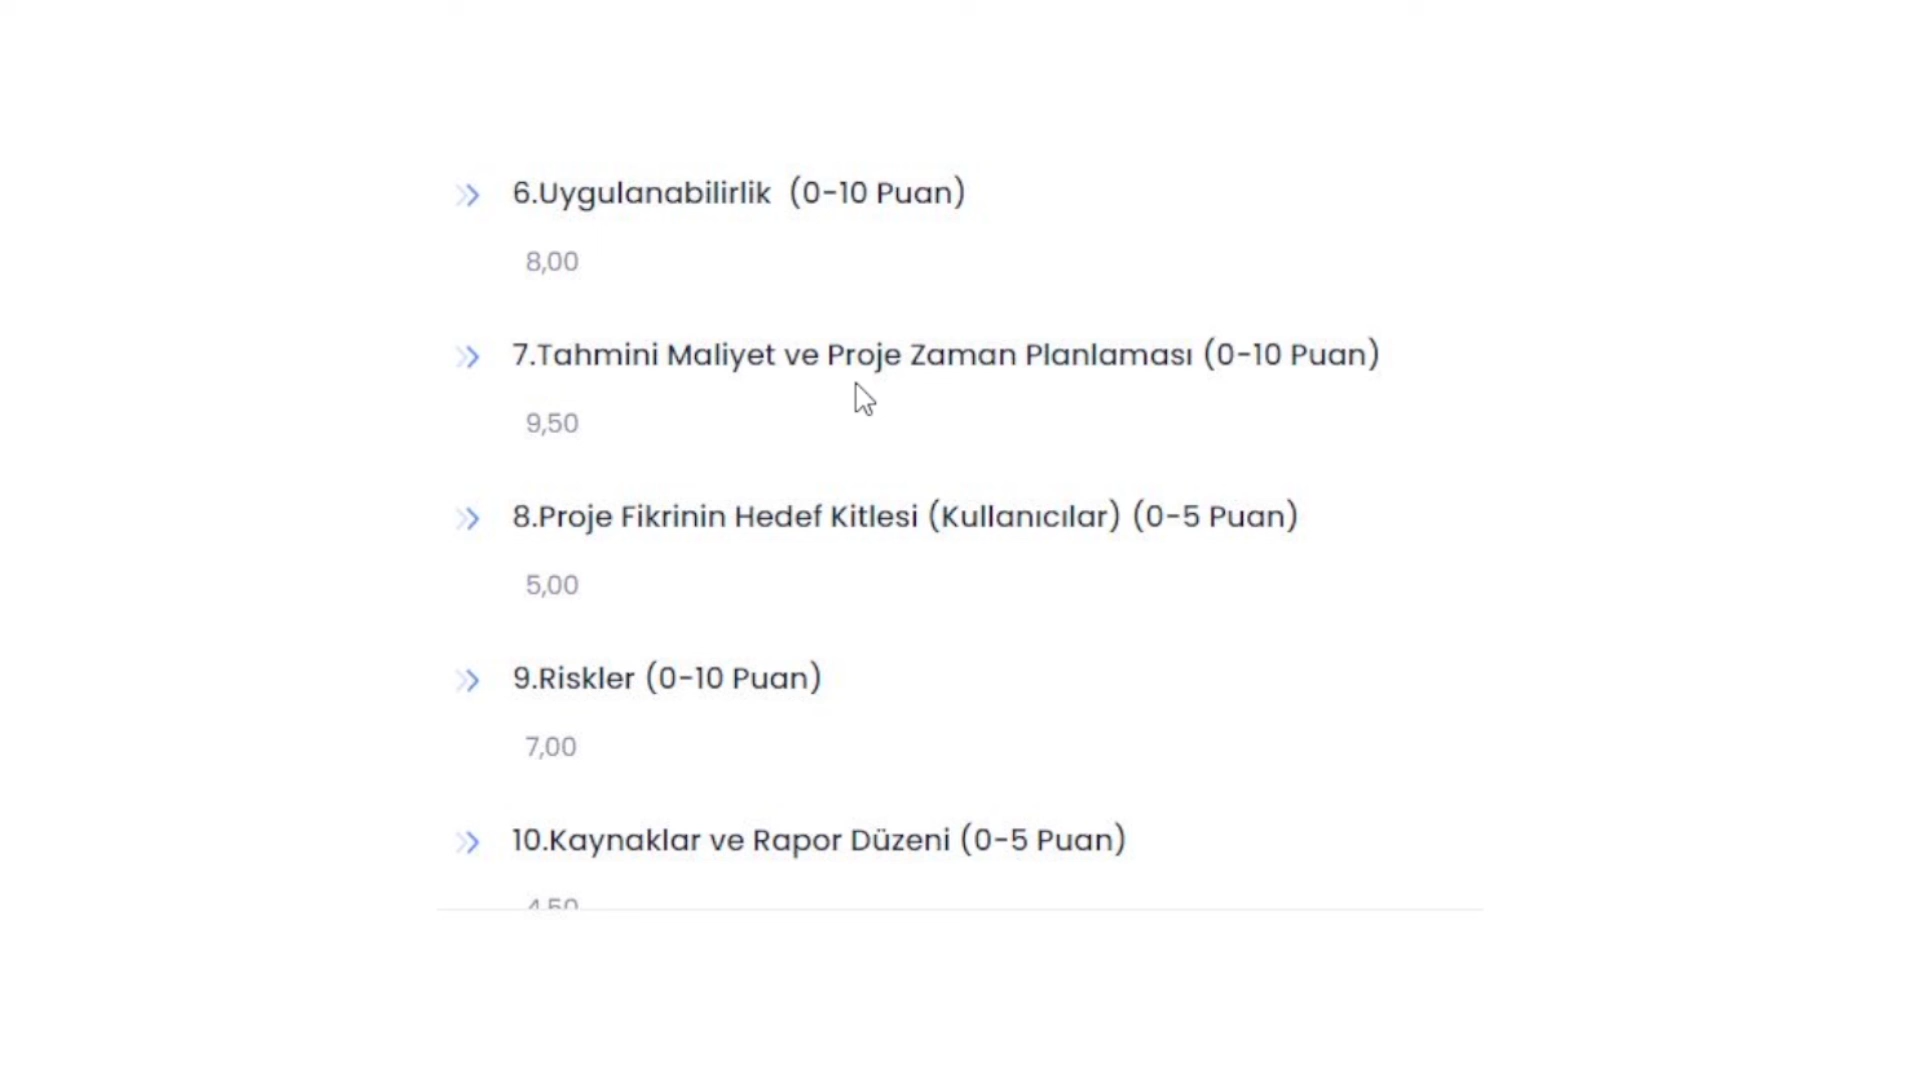 6.Uygulanabilirlik (0-10 Puan)
8,00
7.Tahmini Maliyet ve Proje Zaman Planlaması (0-10 Puan)
9,50
8.Proje Fikrinin Hedef Kitlesi (Kullanıcılar) (0-5 Puan)
5,00
9.Riskler (0-10 Puan)
7,00
10.Kaynaklar ve Rapor Düzeni (0-5 Puan)
4,50